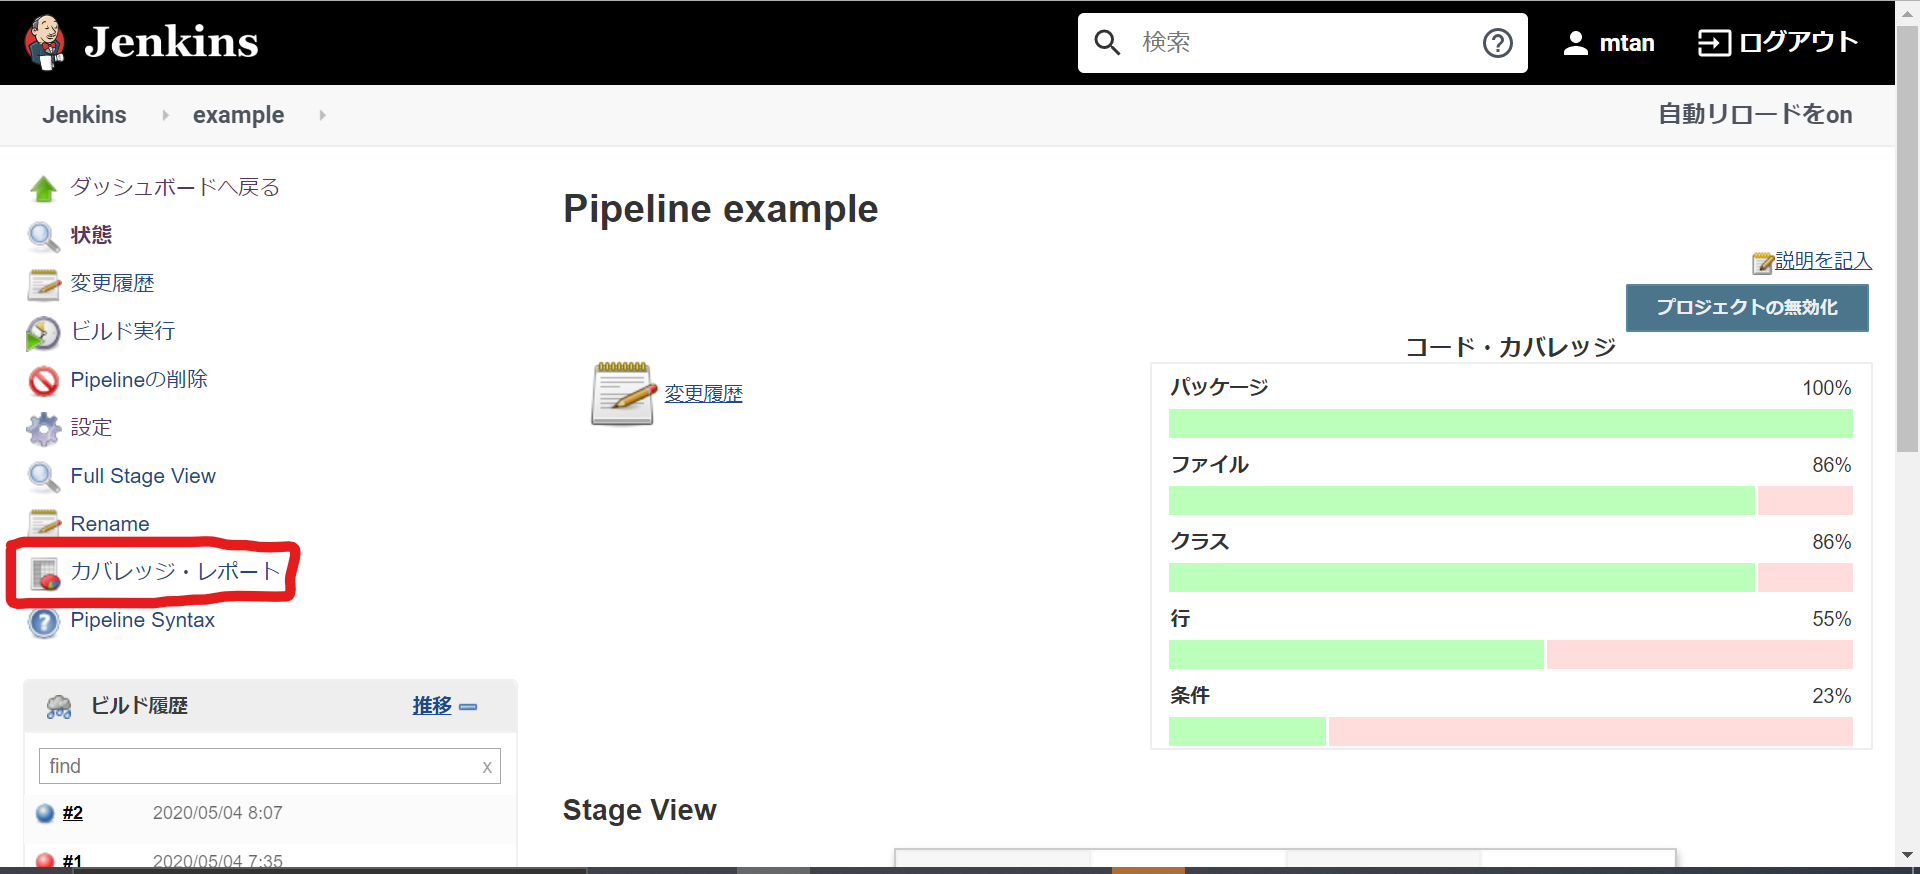 Jenkins
検索
mtan
ログアウト
Jenkins
example
自動リロードをon
ダッシュボードへ戻る
状態
変更履歴
ビルド実行
Pipelineの削除
設定
Full Stage View
Rename
カバレッジ・レポート
Pipeline Syntax
ビルド履歴
推移
find
x
#2
2020/05/04 8:07
#1
2020/05/04 7:35
Pipeline example
説明を記入
プロジェクトの無効化
変更履歴
コード・カバレッジ
パッケージ 100%
ファイル 86%
クラス 86%
行 55%
条件 23%
Stage View